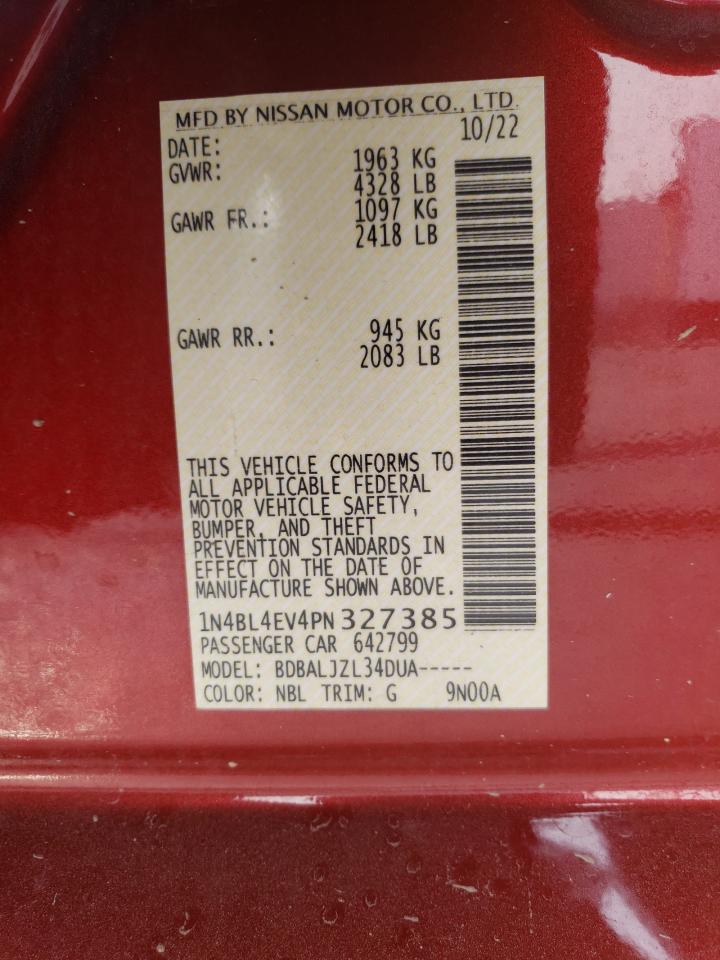 MFD BY NISSAN MOTOR CO., LTD.
DATE: 10/22
GVWR: 1963 KG
4328 LB
GAWR FR.: 1097 KG
2418 LB
GAWR RR.: 945 KG
2083 LB
THIS VEHICLE CONFORMS TO
ALL APPLICABLE FEDERAL
MOTOR VEHICLE SAFETY,
BUMPER, AND THEFT
PREVENTION STANDARDS IN
EFFECT ON THE DATE OF
MANUFACTURE SHOWN ABOVE.
1N4BL4EV4PN327385
PASSENGER CAR 642799
MODEL: BDBALJZL34DUA-----
COLOR: NBL TRIM: G 9N00A